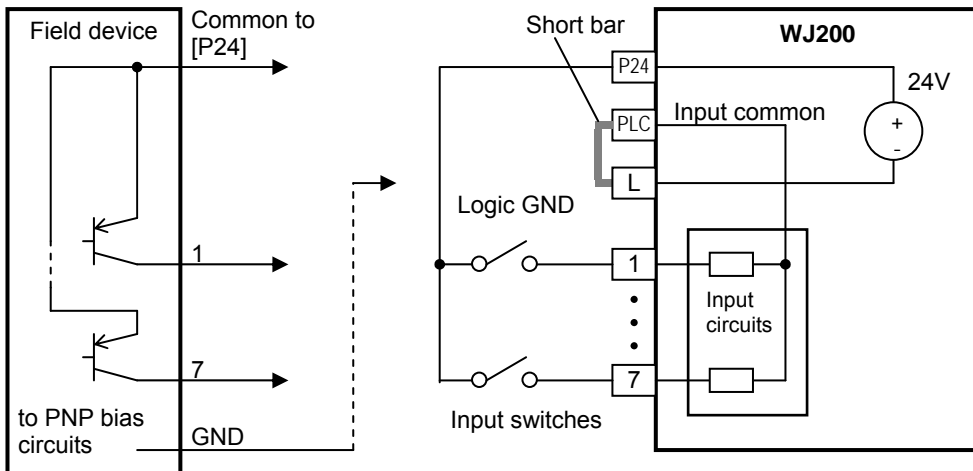 Field device
Common to
[P24]
1
7
to PNP bias
circuits
GND
Short bar
WJ200
P24
24V
PLC
Input common
+
-
L
Logic GND
1
Input
circuits
7
Input switches